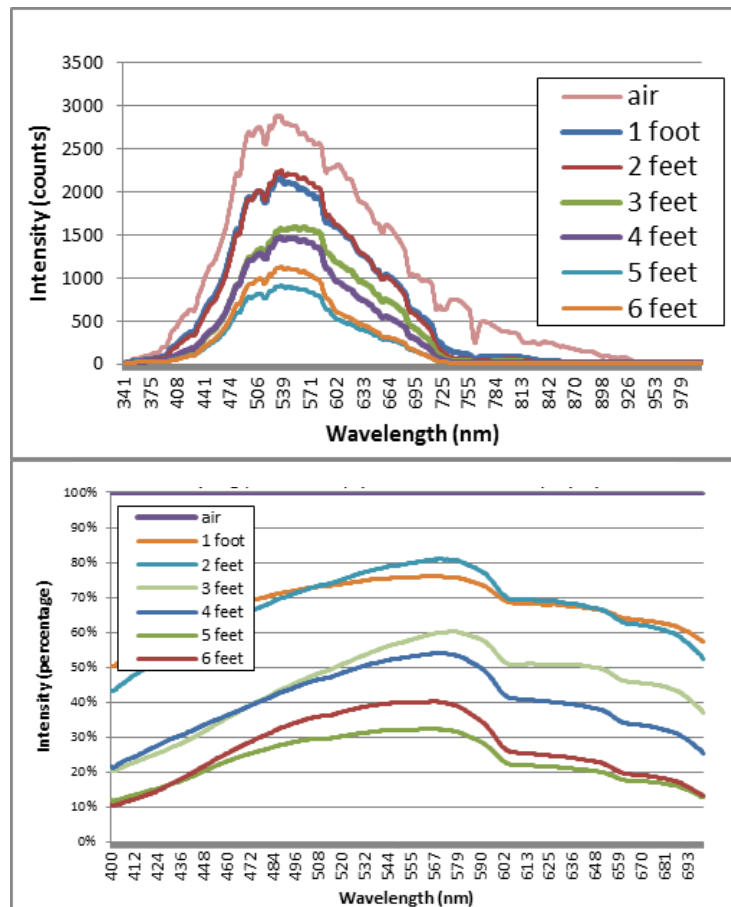 3500
3000
2500
2000
1500
1000
500
0
Intensity (counts)
air
1 foot
2 feet
3 feet
4 feet
5 feet
6 feet
341 375 408 441 474 506 539 571 602 633 664 695 725 755 784 813 842 870 898 926 953 979
Wavelength (nm)
100%
90%
80%
70%
60%
50%
40%
30%
20%
10%
0%
Intensity (percentage)
air
1 foot
2 feet
3 feet
4 feet
5 feet
6 feet
400 412 424 436 448 460 472 484 496 508 520 532 544 555 567 579 590 602 613 625 636 648 659 670 681 693
Wavelength (nm)